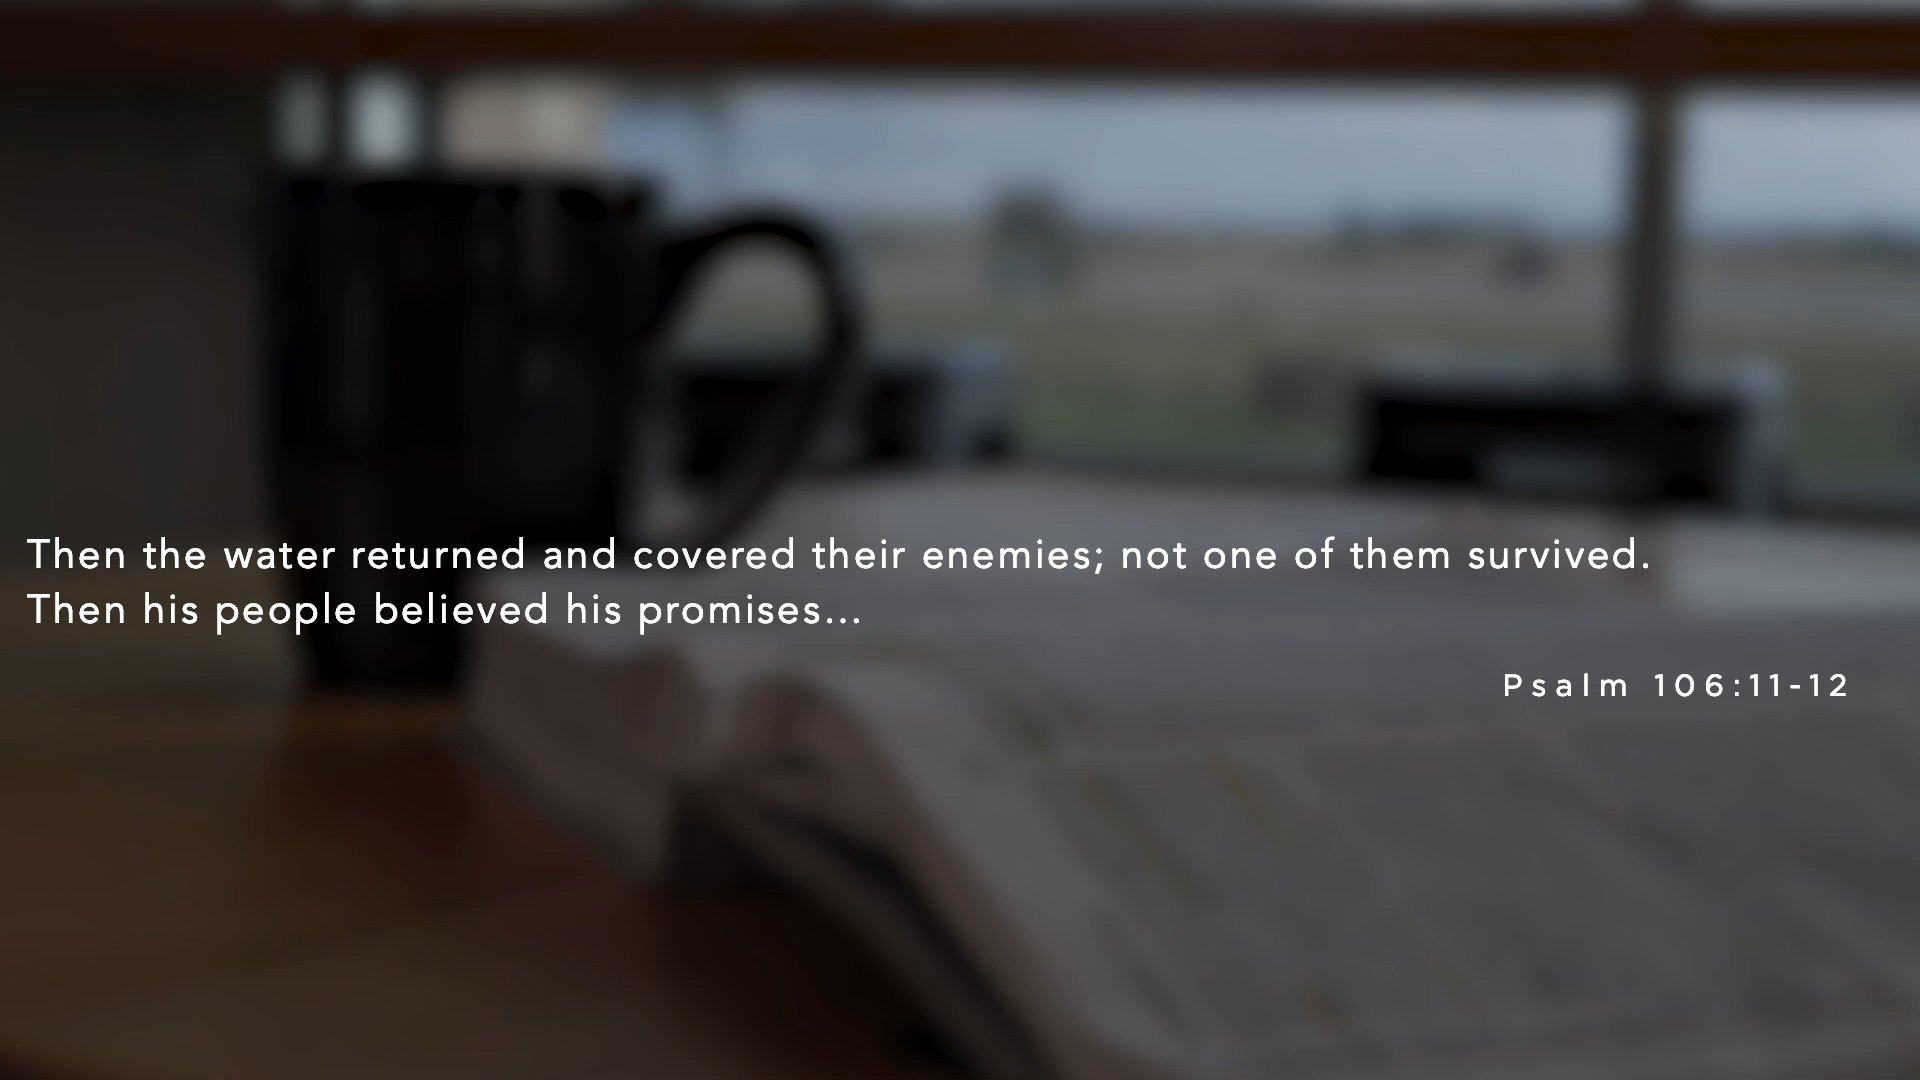 Then the water returned and covered their enemies; not one of them survived.
Then his people believed his promises...
Psalm 106:11-12